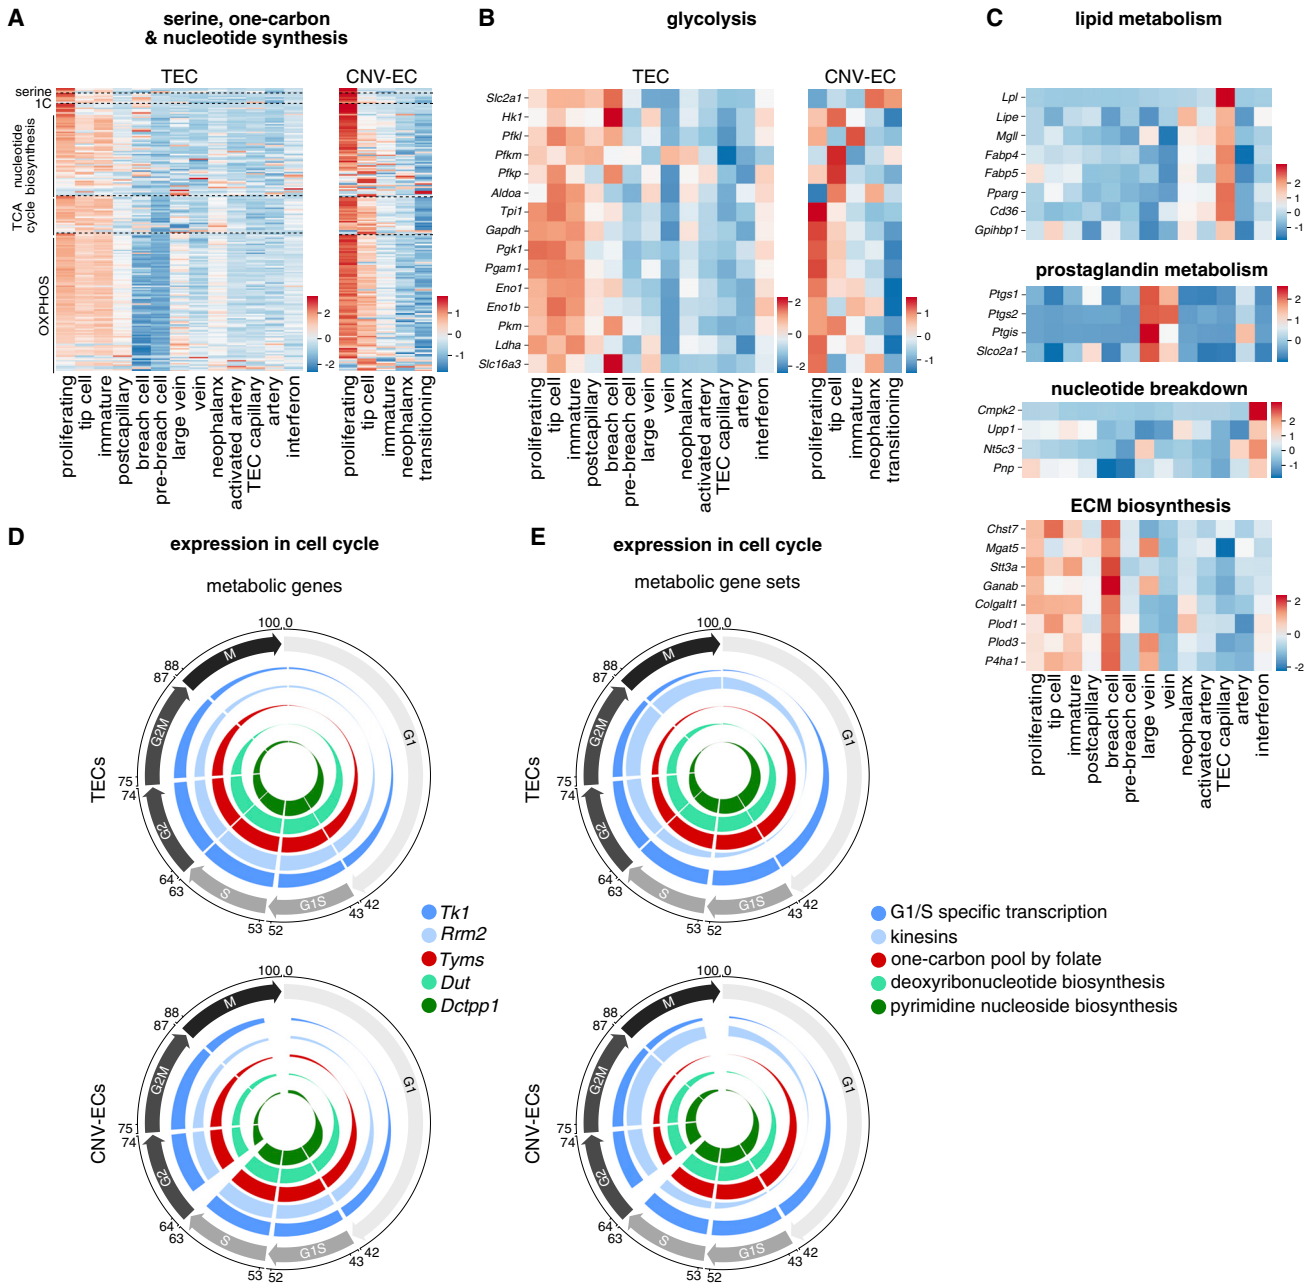 A
serine, one-carbon
& nucleotide synthesis
TEC
CNV-EC
serine
1C
nucleotide
biosynthesis
TCA
cycle
OXPHOS
2
0
−2
1
0
−1
proliferating
tip cell
immature
postcapillary
breach cell
pre-breach cell
large vein
vein
neophalanx
activated artery
TEC capillary
artery
interferon
proliferating
tip cell
immature
neophalanx
transitioning
B
glycolysis
TEC
CNV-EC
Slc2a1
Hk1
Pfkl
Pfkm
Pfkp
Aldoa
Tpi1
Gapdh
Pgk1
Pgam1
Eno1
Eno1b
Pkm
Ldha
Slc16a3
2
0
-2
1
0
-1
proliferating
tip cell
immature
postcapillary
breach cell
pre-breach cell
large vein
vein
neophalanx
activated artery
TEC capillary
artery
interferon
proliferating
tip cell
immature
neophalanx
transitioning
C
lipid metabolism
Lpl
Lipe
Mgll
Fabp4
Fabp5
Pparg
Cd36
Gpihbp1
2
1
0
-1
prostaglandin metabolism
Ptgs1
Ptgs2
Ptgis
Slco2a1
2
1
0
nucleotide breakdown
Cmpk2
Upp1
Nt5c3
Pnp
2
1
0
-1
ECM biosynthesis
Chst7
Mgat5
Stt3a
Ganab
Colgalt1
Plod1
Plod3
P4ha1
2
0
-2
proliferating
tip cell
immature
postcapillary
breach cell
pre-breach cell
large vein
vein
neophalanx
activated artery
TEC capillary
artery
interferon
D
expression in cell cycle
metabolic genes
TECs
100 0
88
87
75
74
64
63
53 52
43
42
M
G1
G2M
G2
S
G1S
Tk1
Rrm2
Tyms
Dut
Dctpp1
CNV-ECs
100 0
88
87
75
74
64
63
53 52
43
42
M
G1
G2M
G2
S
G1S
E
expression in cell cycle
metabolic gene sets
TECs
100 0
88
87
75
74
64
63
53 52
43
42
M
G1
G2M
G2
S
G1S
G1/S specific transcription
kinesins
one-carbon pool by folate
deoxyribonucleotide biosynthesis
pyrimidine nucleoside biosynthesis
CNV-ECs
100 0
88
87
75
74
64
63
53 52
43
42
M
G1
G2M
G2
S
G1S